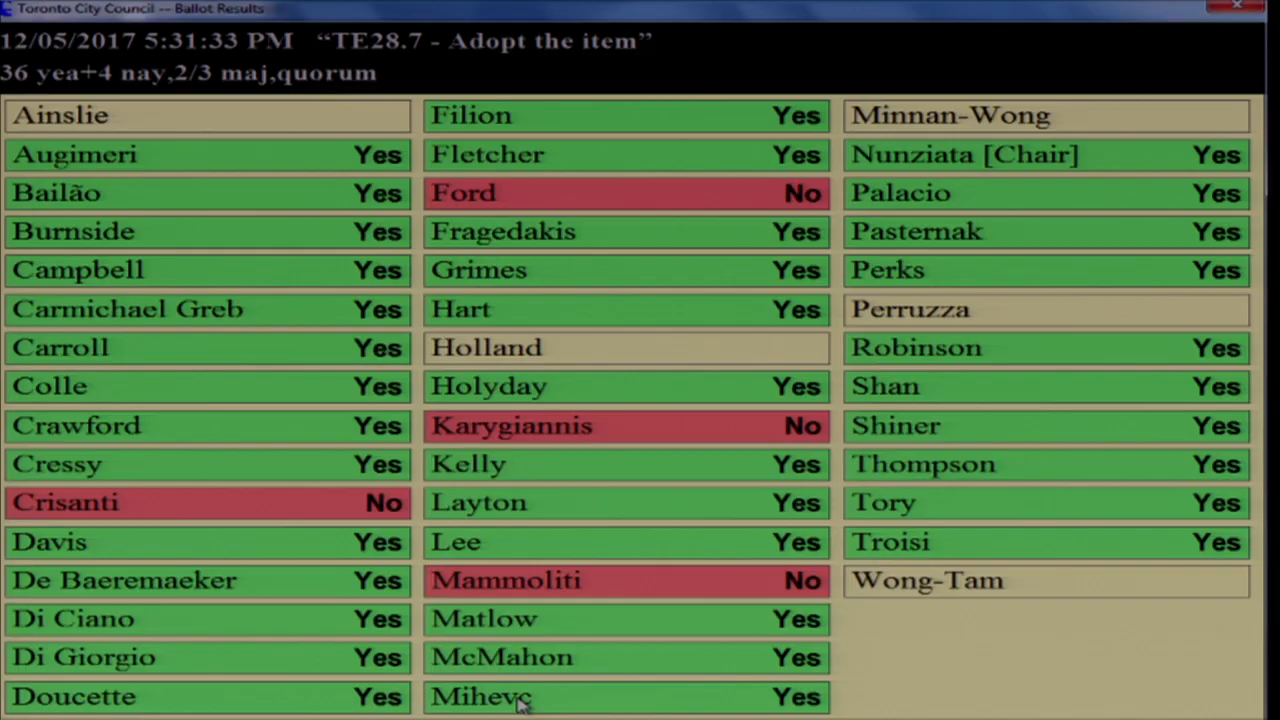 Toronto City Council -- Ballot Results
12/05/2017 5:31:33 PM “TE28.7 - Adopt the item”
36 yea+4 nay,2/3 maj,quorum
Ainslie
Augimeri Yes
Bailão Yes
Burnside Yes
Campbell Yes
Carmichael Greb Yes
Carroll Yes
Colle Yes
Crawford Yes
Cressy Yes
Crisanti No
Davis Yes
De Baeremaeker Yes
Di Ciano Yes
Di Giorgio Yes
Doucette Yes
Filion Yes
Fletcher Yes
Ford No
Fragedakis Yes
Grimes Yes
Hart Yes
Holland
Holyday Yes
Karygiannis No
Kelly Yes
Layton Yes
Lee Yes
Mammoliti No
Matlow Yes
McMahon Yes
Mihevc Yes
Minnan-Wong
Nunziata [Chair] Yes
Palacio Yes
Pasternak Yes
Perks Yes
Perruzza
Robinson Yes
Shan Yes
Shiner Yes
Thompson Yes
Tory Yes
Troisi Yes
Wong-Tam